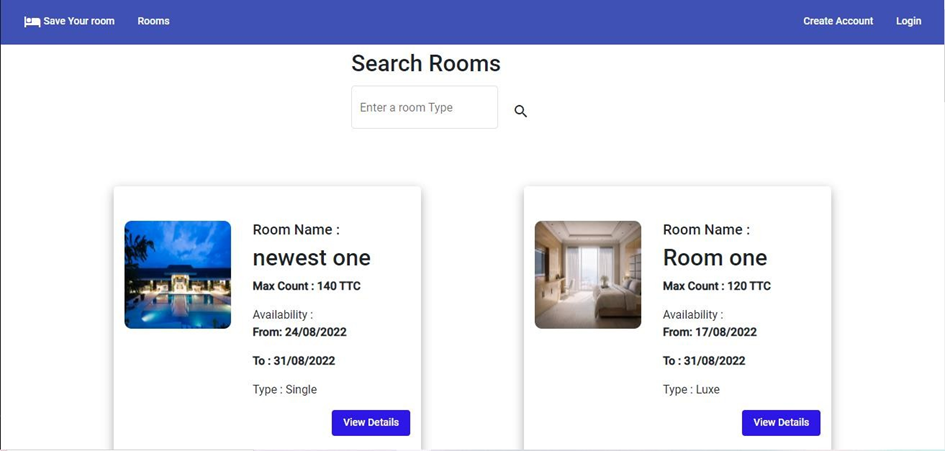 Save Your room Rooms Create Account Login
Search Rooms
Enter a room Type
Room Name :
newest one
Max Count : 140 TTC
Availability :
From: 24/08/2022
To : 31/08/2022
Type : Single
View Details
Room Name :
Room one
Max Count : 120 TTC
Availability :
From: 17/08/2022
To : 31/08/2022
Type : Luxe
View Details